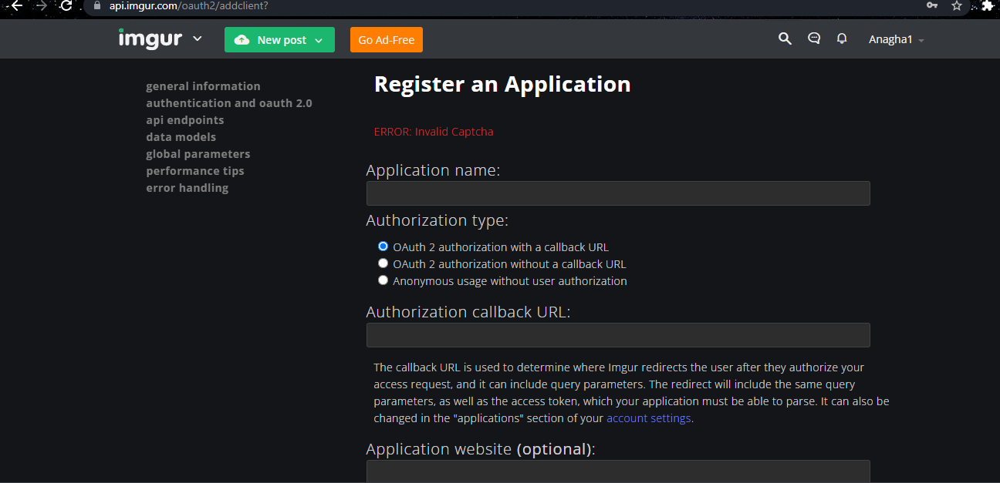 api.imgur.com/oauth2/addclient?
imgur New post Go Ad-Free Anagha1
general information
authentication and oauth 2.0
api endpoints
data models
global parameters
performance tips
error handling
Register an Application
ERROR: Invalid Captcha
Application name:
Authorization type:
OAuth 2 authorization with a callback URL
OAuth 2 authorization without a callback URL
Anonymous usage without user authorization
Authorization callback URL:
The callback URL is used to determine where Imgur redirects the user after they authorize your
access request, and it can include query parameters. The redirect will include the same query
parameters, as well as the access token, which your application must be able to parse. It can also be
changed in the "applications" section of your account settings.
Application website (optional):